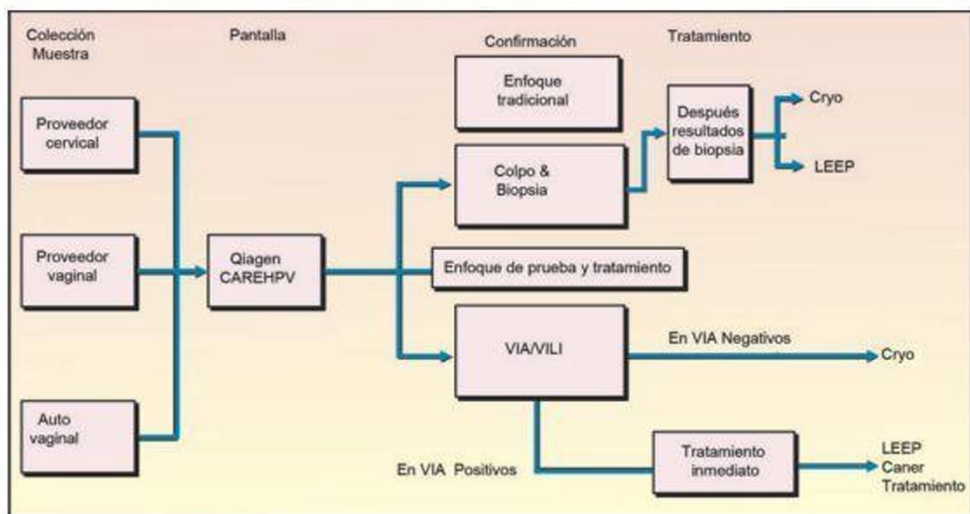 Colección
Muestra
Pantalla
Confirmación
Tratamiento
Proveedor
cervical
Proveedor
vaginal
Auto
vaginal
Qiagen
CAREHPV
Enfoque
tradicional
Colpo &
Biopsia
Después
resultados
de biopsia
Cryo
LEEP
Enfoque de prueba y tratamiento
VIA/VILI
En VIA Negativos
Cryo
En VIA Positivos
Tratamiento
inmediato
LEEP
Caner
Tratamiento